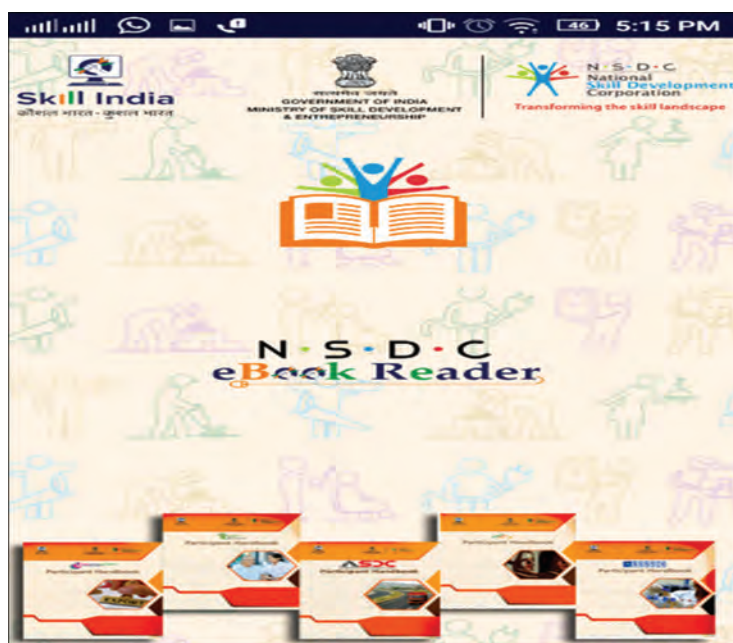 46 5:15 PM
Skill India
कौशल भारत - कुशल भारत
सत्यमेव जयते
GOVERNMENT OF INDIA
MINISTRY OF SKILL DEVELOPMENT
& ENTREPRENEURSHIP
N·S·D·C
National
Skill Development
Corporation
Transforming the skill landscape
N·S·D·C
eBook Reader
Participant Handbook
Participant Handbook
ASDC
Participant Handbook
Participant Handbook
Participant Handbook